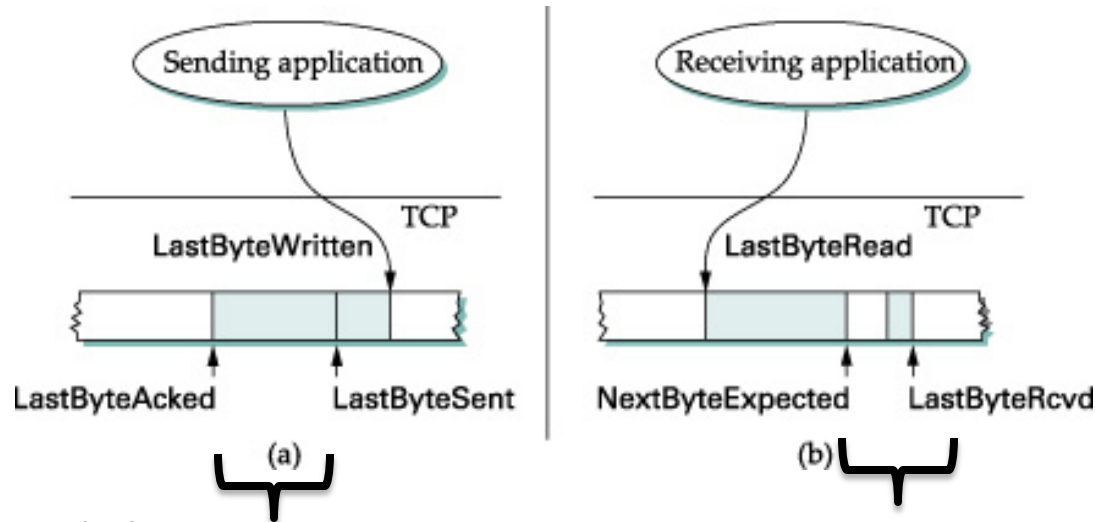 Sending application
Receiving application
TCP
TCP
LastByteWritten
LastByteRead
LastByteAcked
LastByteSent
NextByteExpected
LastByteRcvd
(a)
(b)